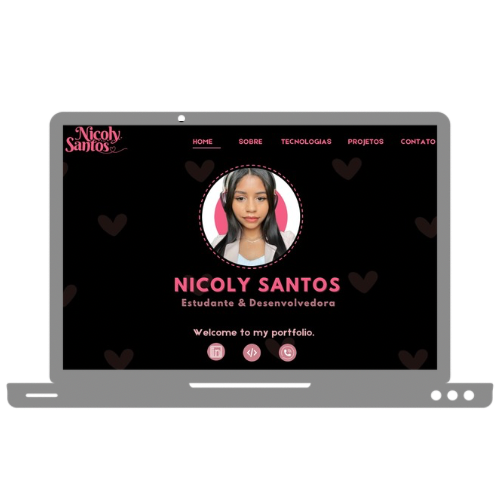 Nicoly
Santos
HOME SOBRE TECNOLOGIAS PROJETOS CONTATO
NICOLY SANTOS
Estudante & Desenvolvedora
Welcome to my portfolio.
</>